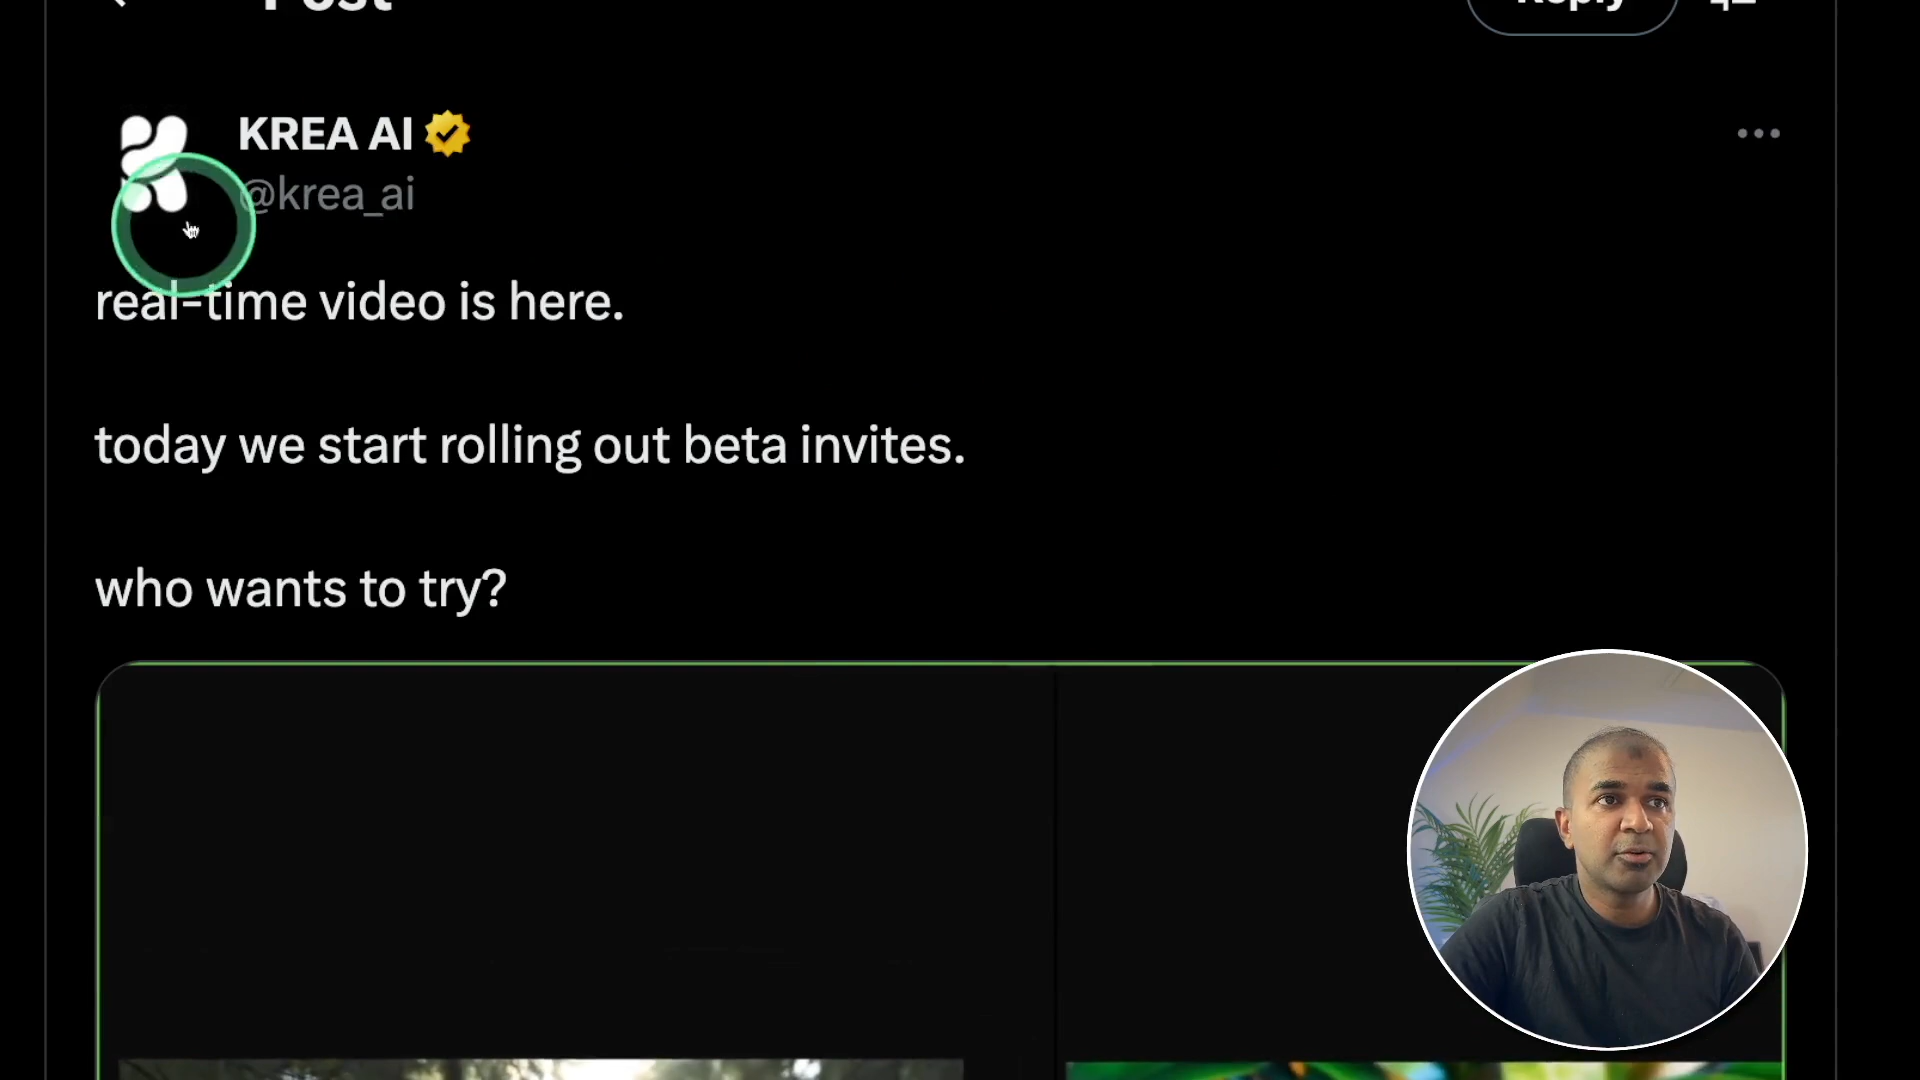 Post
Reply
KREA AI
@krea_ai
real-time video is here.
today we start rolling out beta invites.
who wants to try?